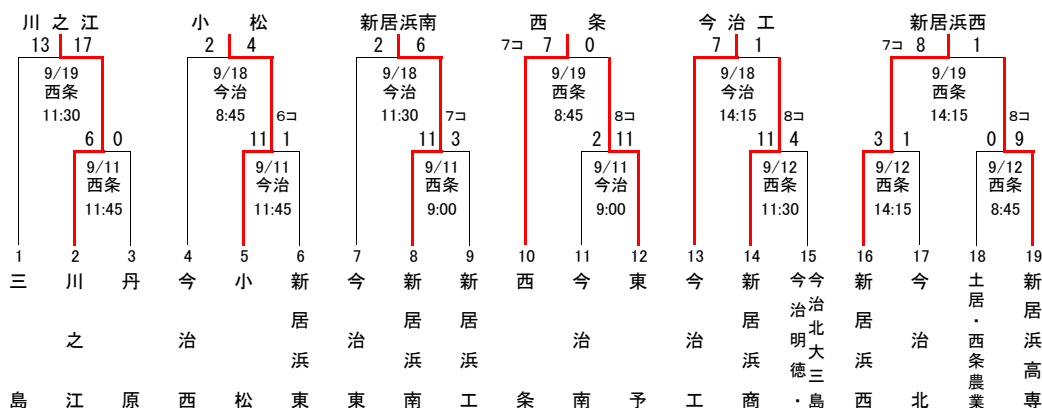 川之江 小松 新居浜南 西条 今治工 新居浜西
13 17 2 4 2 6 7コ 7 0 7 1 7コ 8 1
9/19 9/18 9/18 9/19 9/18 9/19
西条 今治 今治 西条 今治 西条
11:30 8:45 6コ 11:30 7コ 8:45 8コ 14:15 8コ 14:15 8コ
6 0 11 1 11 3 2 11 11 4 3 1 0 9
9/11 9/11 9/11 9/11 9/12 9/12 9/12
西条 今治 西条 今治 西条 西条 西条
11:45 11:45 9:00 9:00 11:30 14:15 8:45
1 2 3 4 5 6 7 8 9 10 11 12 13 14 15 16 17 18 19
三島
川之江
丹原
今治西
小松
新居浜東
今治東
新居浜南
新居浜工
西条
今治南
東予
今治工
新居浜商
今治北大三島
今治明徳・
新居浜西
今治北
土居・西条農業
新居浜高専